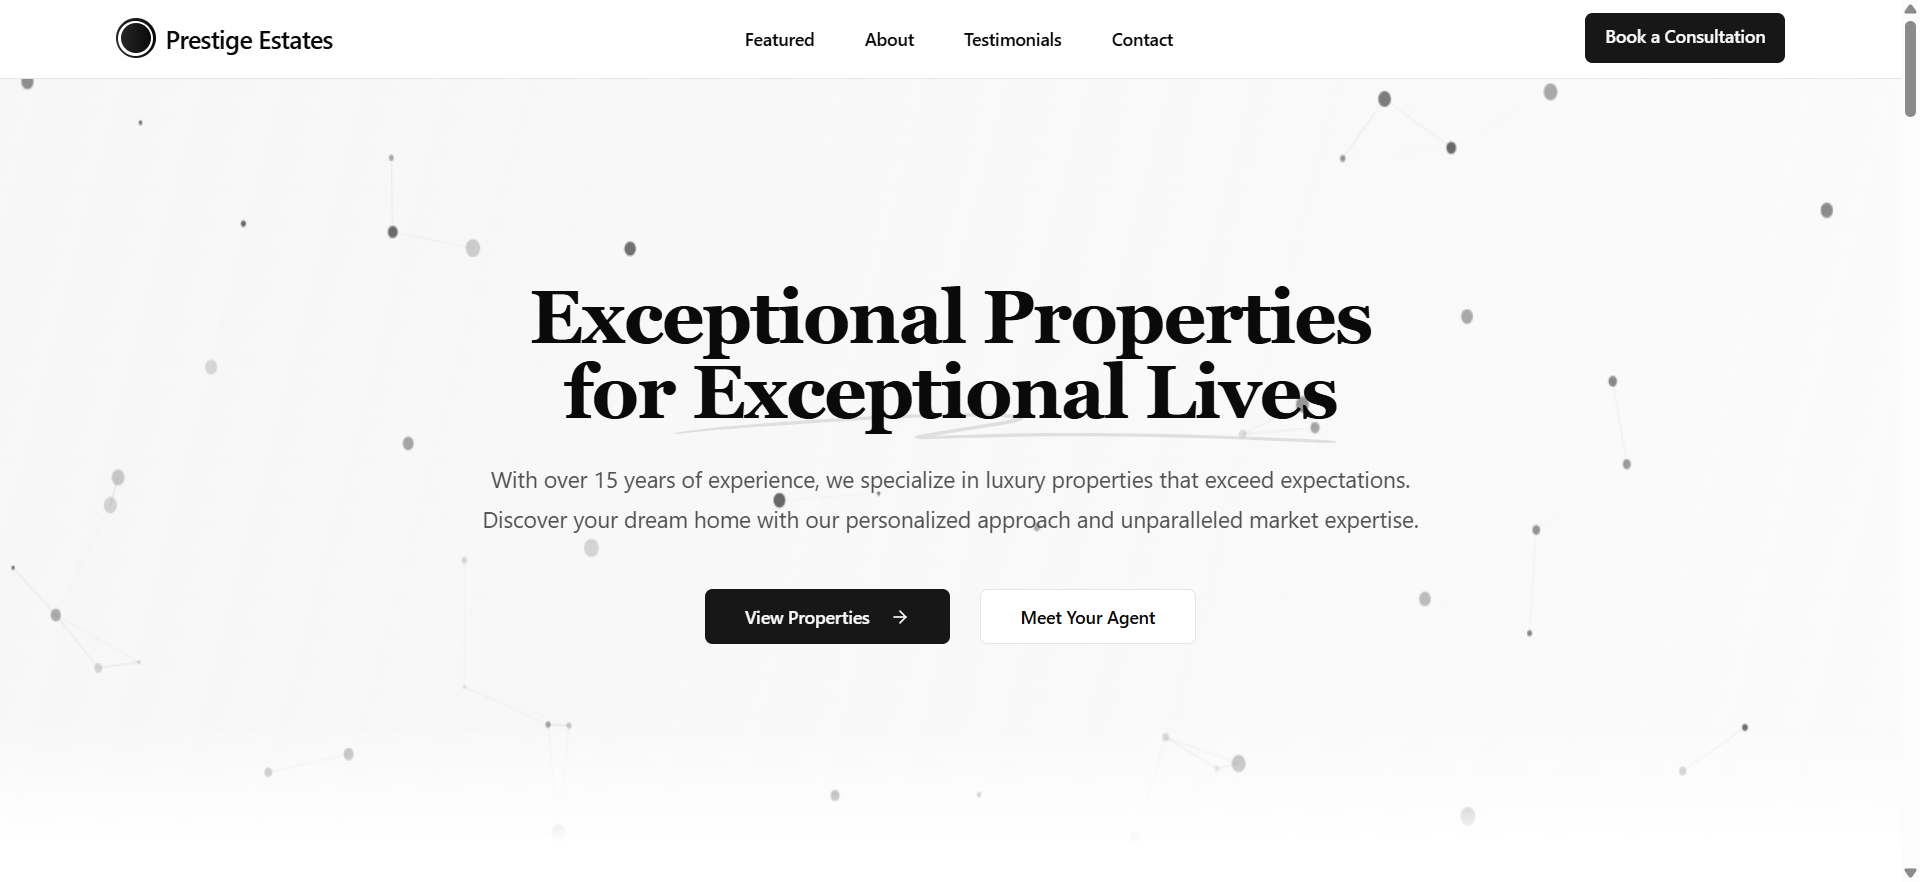 Prestige Estates
Featured
About
Testimonials
Contact
Book a Consultation
Exceptional Properties
for Exceptional Lives
With over 15 years of experience, we specialize in luxury properties that exceed expectations.
Discover your dream home with our personalized approach and unparalleled market expertise.
View Properties
Meet Your Agent